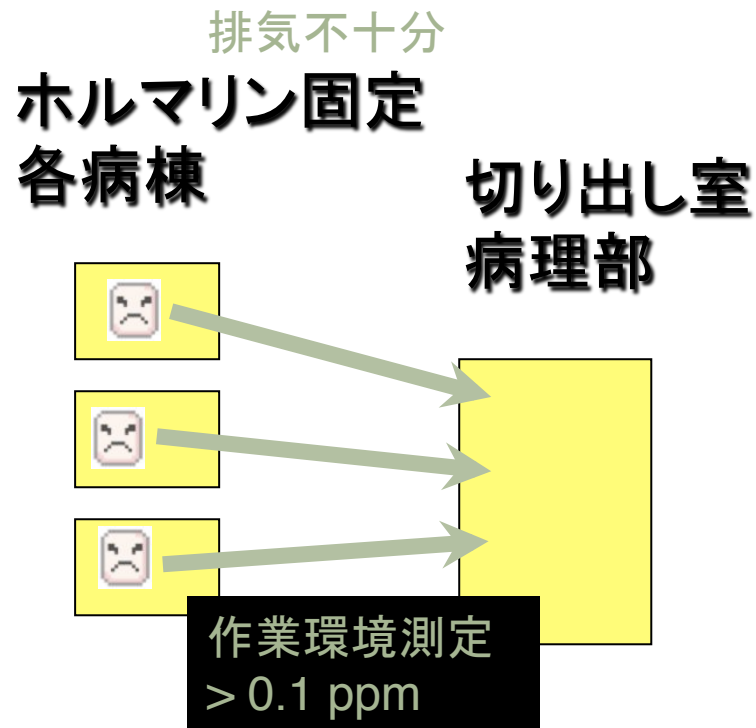 排気不十分
ホルマリン固定
各病棟
切り出し室
病理部
作業環境測定
> 0.1 ppm